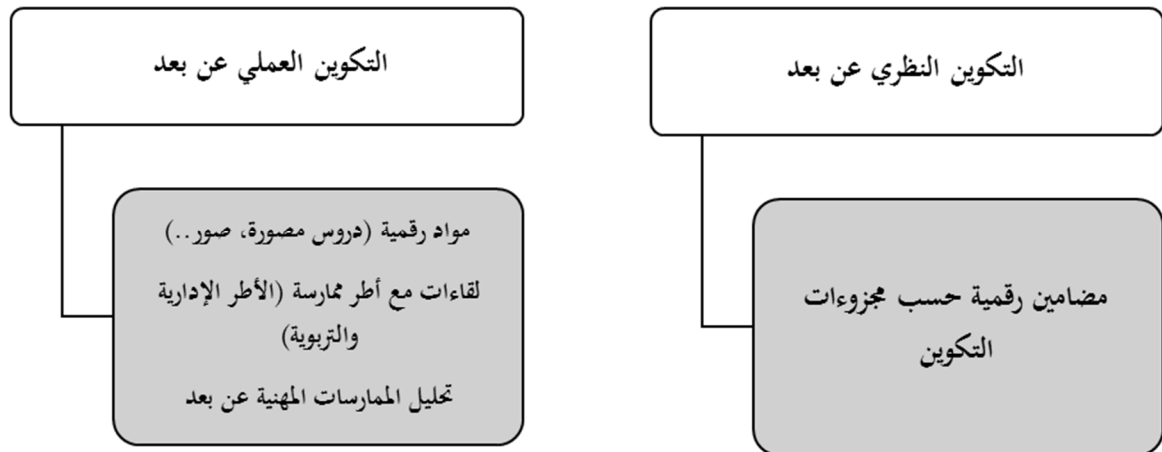 التكوين النظري عن بعد
مضامين رقمية حسب مجزوءات
التكوين
التكوين العملي عن بعد
مواد رقمية (دروس مصورة، صور..)
لقاءات مع أطر ممارسة (الأطر الإدارية
والتربوية)
تحليل الممارسات المهنية عن بعد